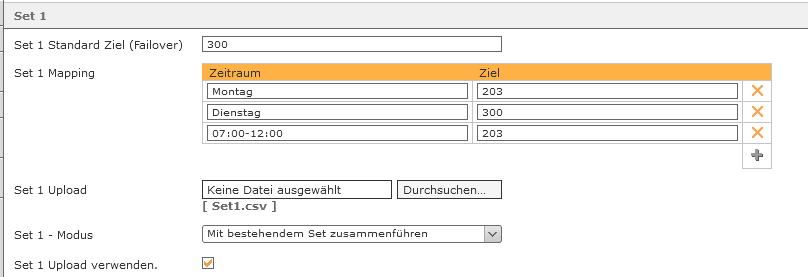 Set 1
Set 1 Standard Ziel (Failover) 300
Set 1 Mapping
Zeitraum Ziel
Montag 203
Dienstag 300
07:00-12:00 203
Set 1 Upload Keine Datei ausgewählt Durchsuchen...
[ Set1.csv ]
Set 1 - Modus Mit bestehendem Set zusammenführen
Set 1 Upload verwenden.